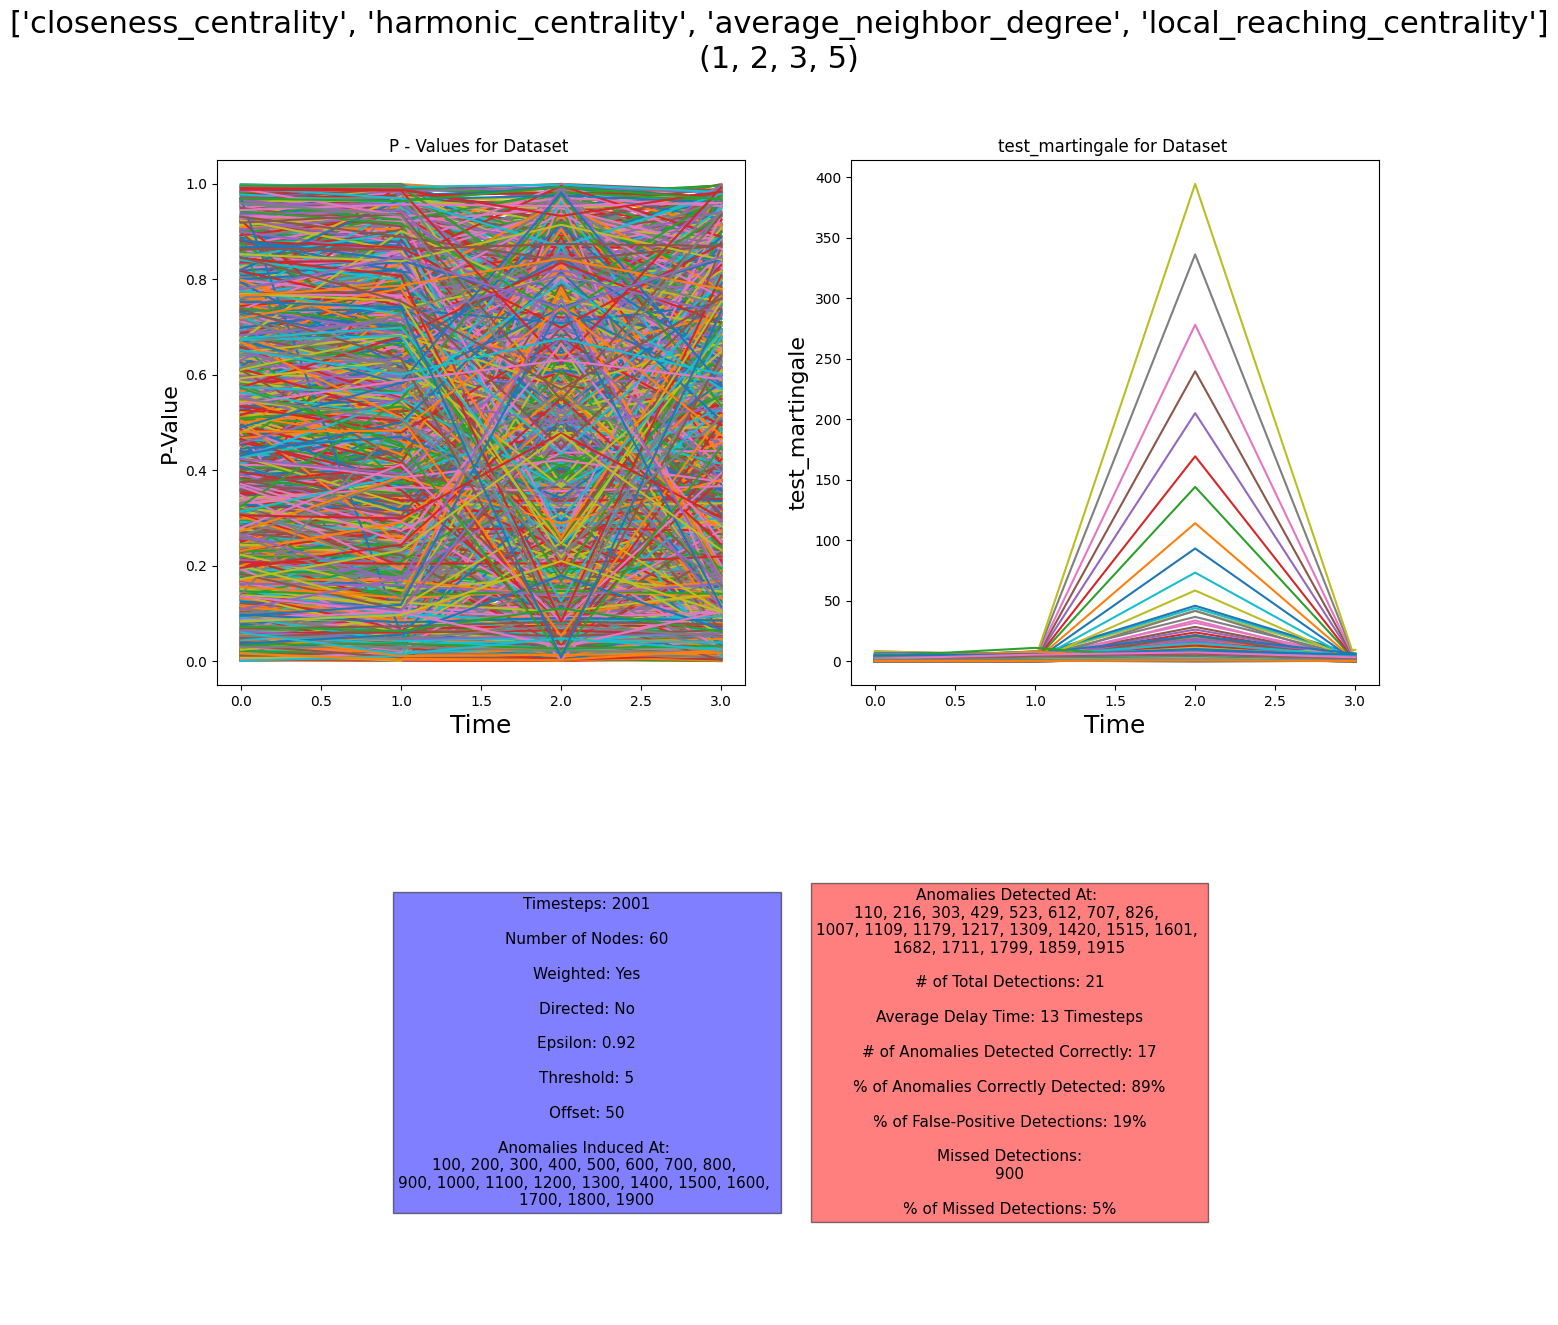 ['closeness_centrality', 'harmonic_centrality', 'average_neighbor_degree', 'local_reaching_centrality']
(1, 2, 3, 5)
P - Values for Dataset
1.0
0.8
0.6
0.4
0.2
0.0
P-Value
0.0 0.5 1.0 1.5 2.0 2.5 3.0
Time
test_martingale for Dataset
400
350
300
250
200
150
100
50
0
test_martingale
0.0 0.5 1.0 1.5 2.0 2.5 3.0
Time
Timesteps: 2001
Number of Nodes: 60
Weighted: Yes
Directed: No
Epsilon: 0.92
Threshold: 5
Offset: 50
Anomalies Induced At:
100, 200, 300, 400, 500, 600, 700, 800,
900, 1000, 1100, 1200, 1300, 1400, 1500, 1600,
1700, 1800, 1900
Anomalies Detected At:
110, 216, 303, 429, 523, 612, 707, 826,
1007, 1109, 1179, 1217, 1309, 1420, 1515, 1601,
1682, 1711, 1799, 1859, 1915
# of Total Detections: 21
Average Delay Time: 13 Timesteps
# of Anomalies Detected Correctly: 17
% of Anomalies Correctly Detected: 89%
% of False-Positive Detections: 19%
Missed Detections:
900
% of Missed Detections: 5%